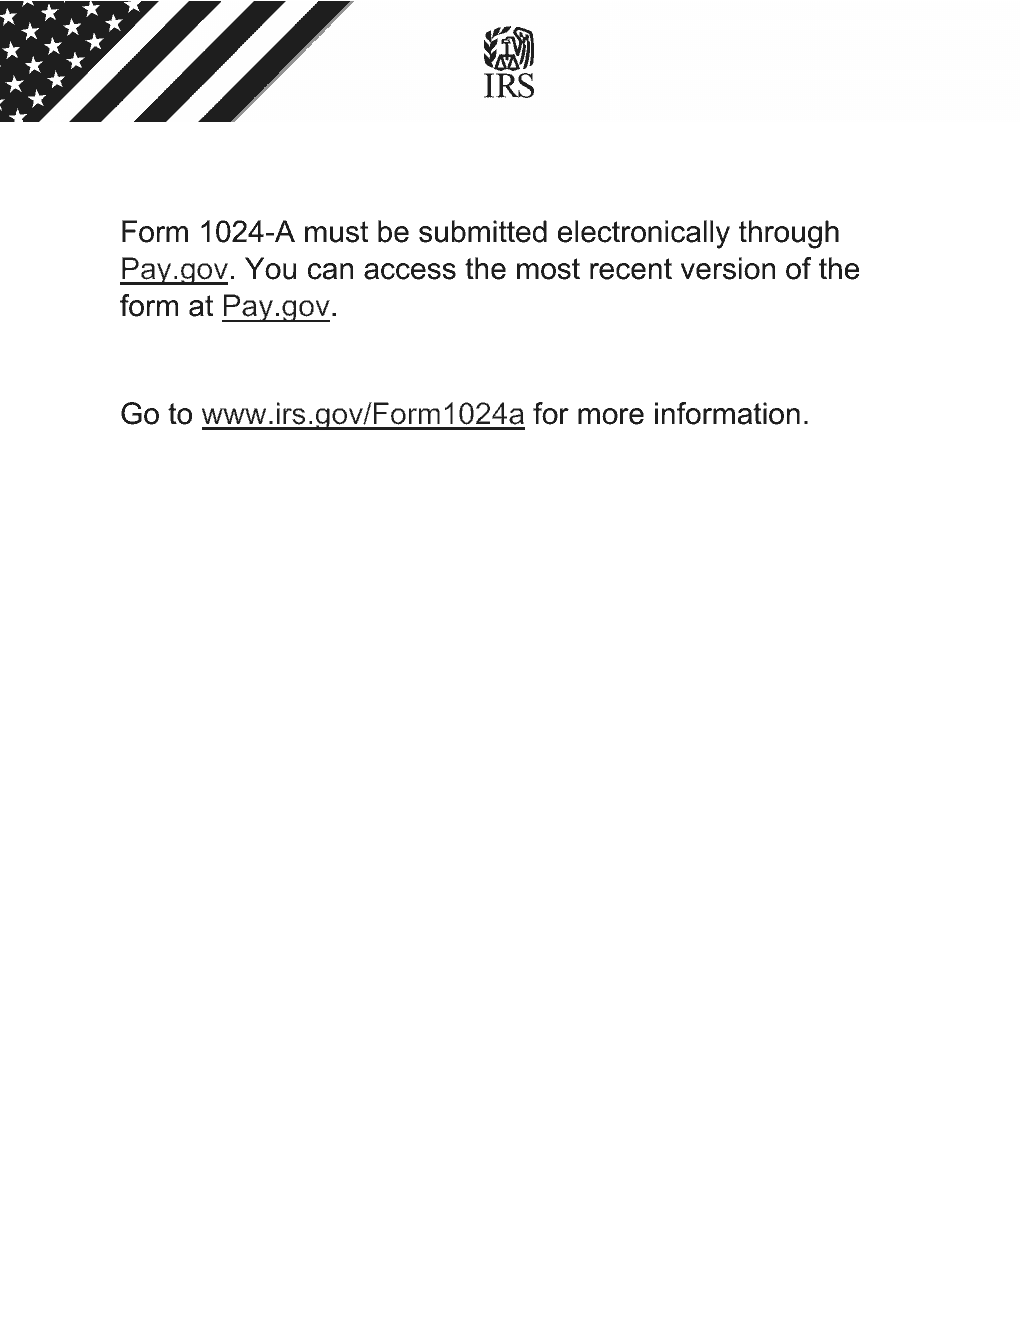 IRS
Form 1024-A must be submitted electronically through
Pay.gov. You can access the most recent version of the
form at Pay.gov.
Go to www.irs.gov/Form1024a for more information.